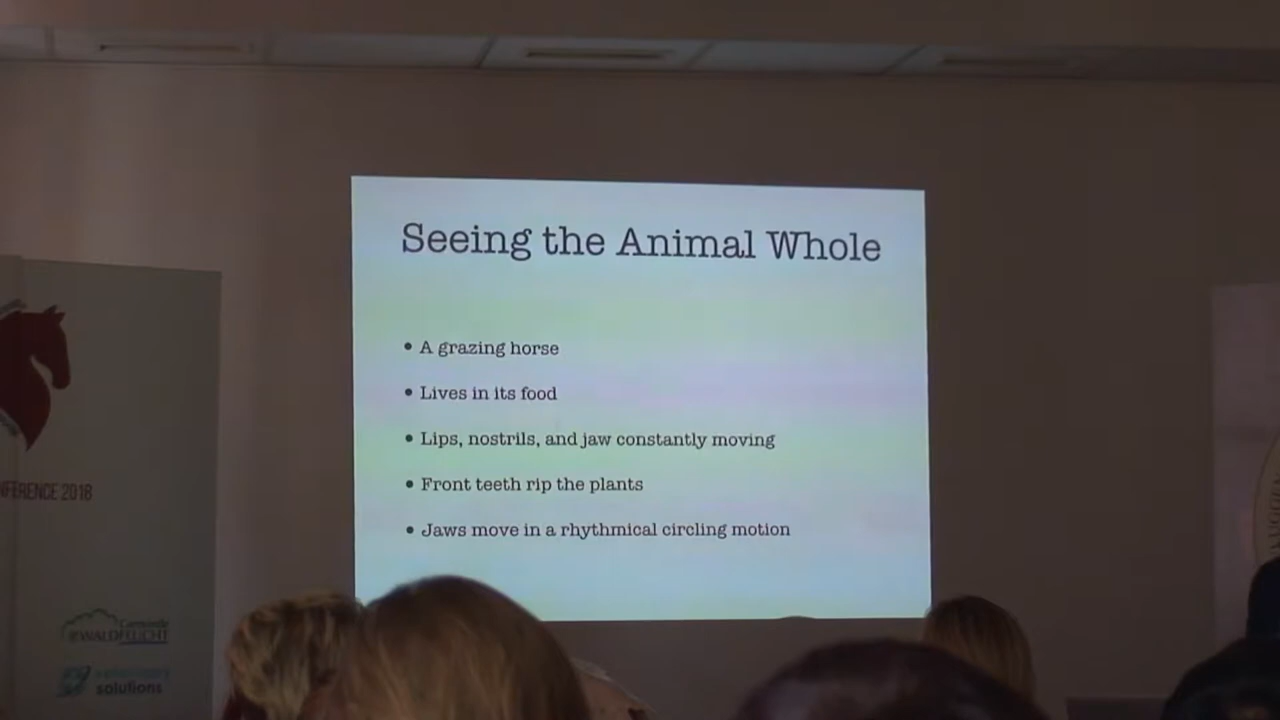 Seeing the Animal Whole
• A grazing horse
• Lives in its food
• Lips, nostrils, and jaw constantly moving
• Front teeth rip the plants
• Jaws move in a rhythmical circling motion
2018
solutions